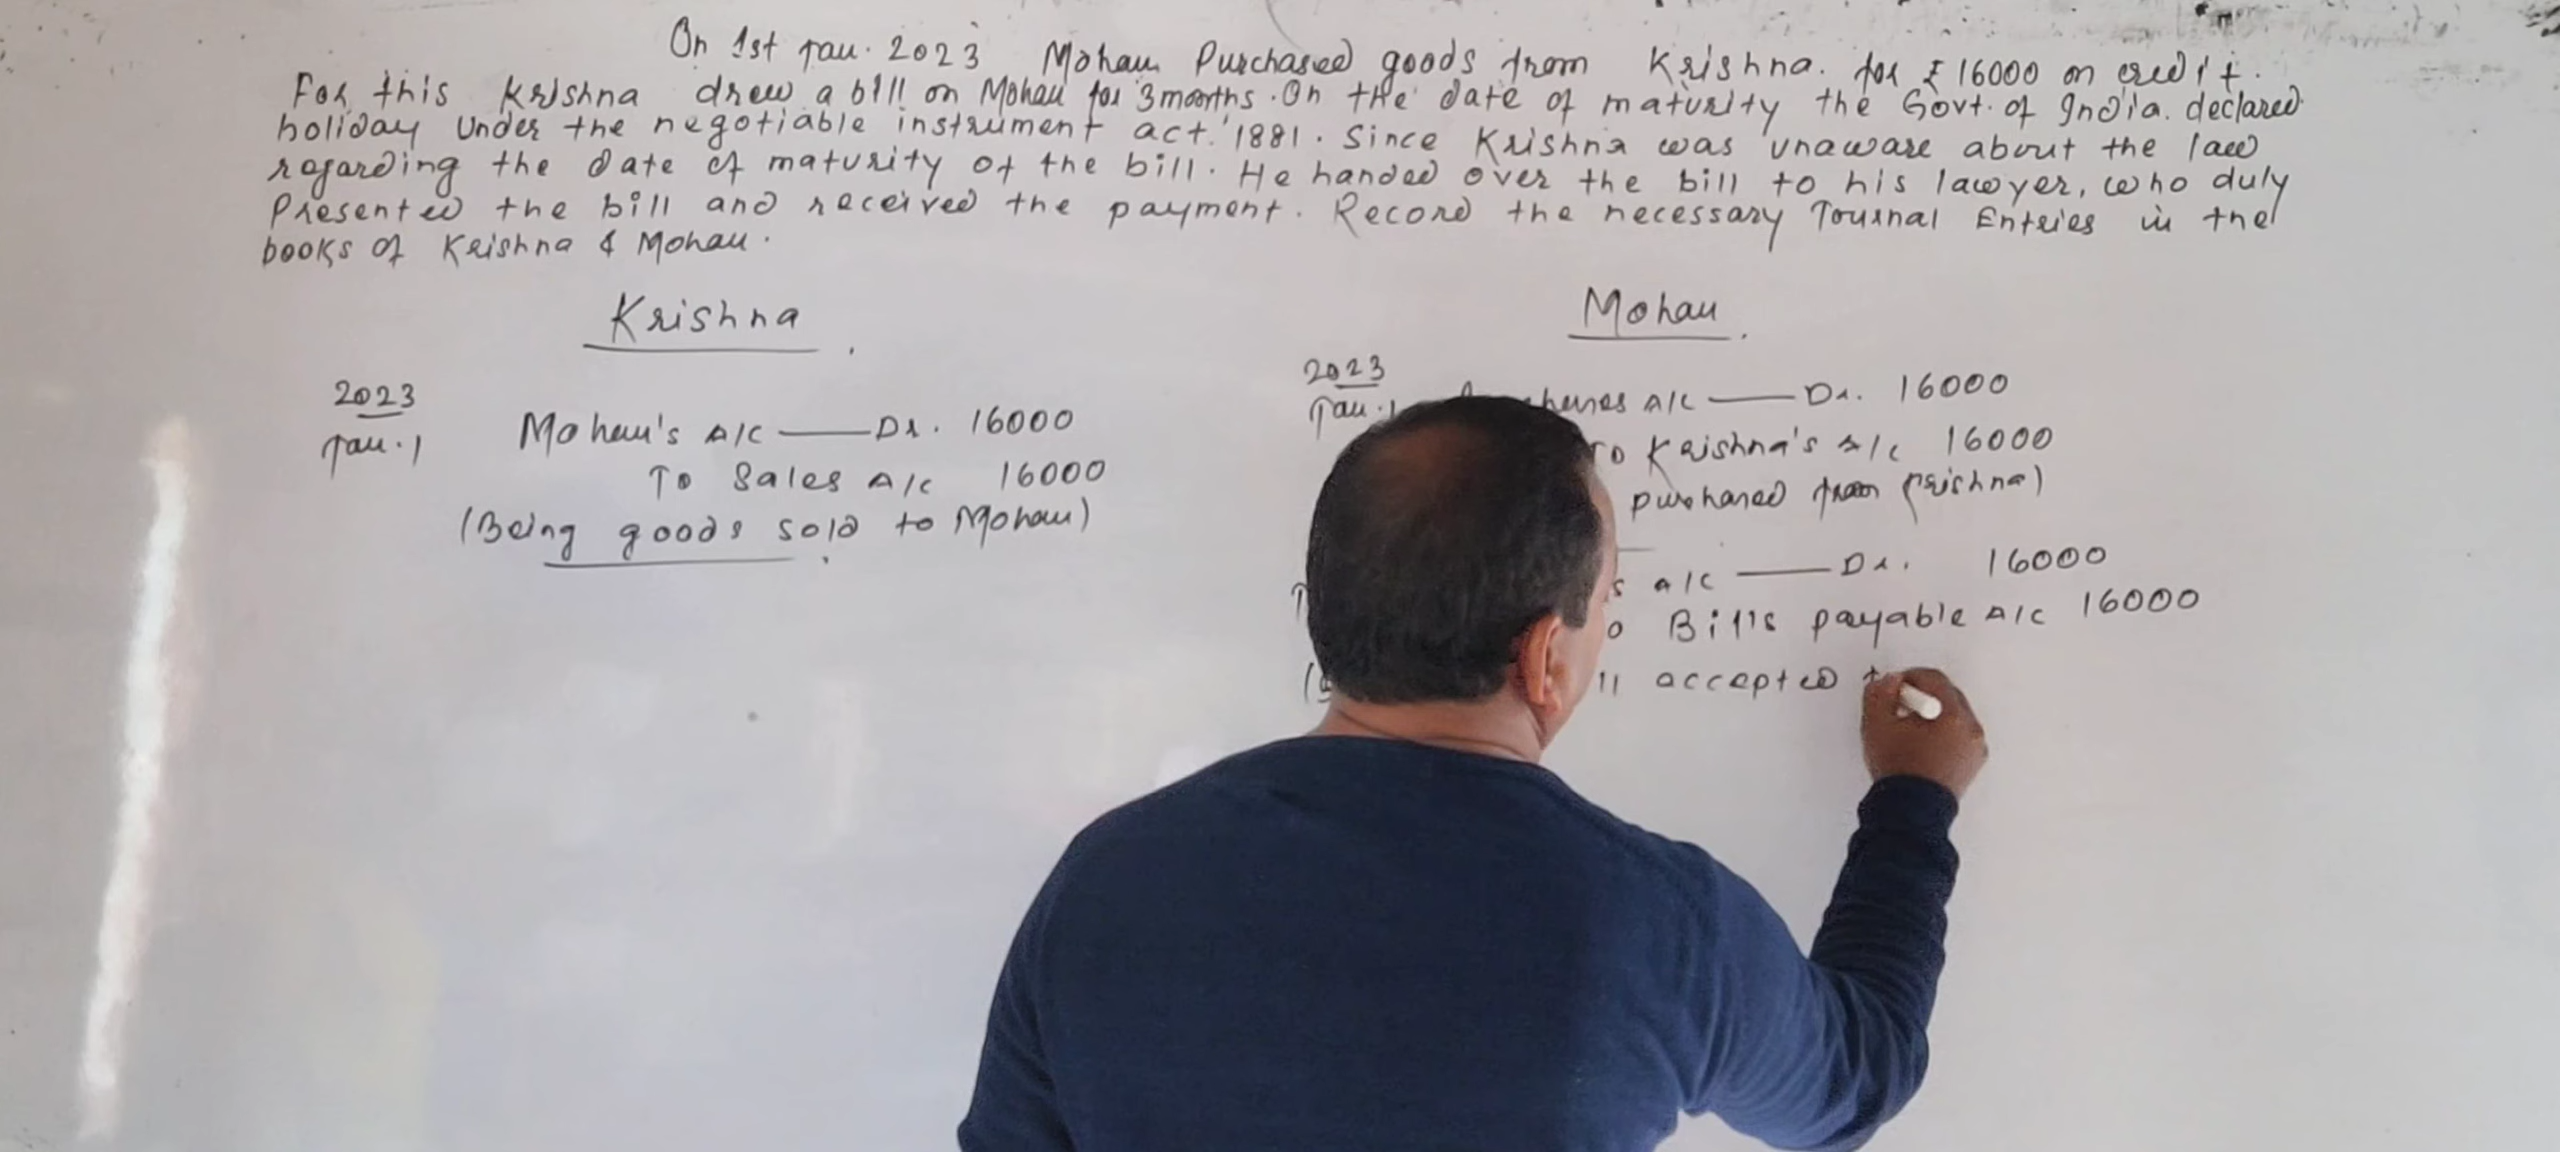 On 1st Jan. 2023 Mohan Purchased goods from Krishna. for ₹ 16000 on credit.
For this Krishna drew a bill on Mohan for 3 months. On the date of maturity the Govt. of India. declared
holiday under the negotiable instrument act. 1881. Since Krishna was unaware about the law
regarding the date of maturity of the bill. He handed over the bill to his lawyer, who duly
Presented the bill and received the payment. Record the necessary Journal Entries in the
books of Krishna & Mohan.
Krishna
2023
Jan. 1 Mohan's A/c — Dr. 16000
To Sales A/c 16000
(Being goods sold to Mohan)
Mohan
2023
Jan. 1 A/c — Dr. 16000
To Krishna's A/c 16000
purchased from Krishna)
A/c — Dr. 16000
Bills payable A/c 16000
accepted